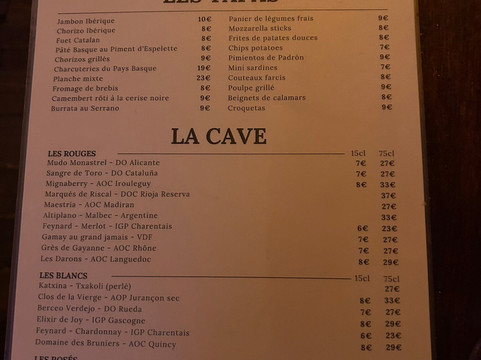 LES TAPAS
Jambon Ibérique 10€
Chorizo Ibérique 8€
Fuet Catalan 8€
Pâté Basque au Piment d'Espelette 8€
Chorizos grillés 9€
Charcuteries du Pays Basque 19€
Planche mixte 23€
Fromage de brebis 8€
Camembert rôti à la cerise noire 9€
Burrata au Serrano 9€
Panier de légumes frais 9€
Mozzarella sticks 8€
Frites de patates douces 8€
Chips potatoes 7€
Pimientos de Padrón 9€
Mini sardines 7€
Couteaux farcis 8€
Poulpe grillé 9€
Beignets de calamars 8€
Croquetas 9€
LA CAVE
LES ROUGES 15cl 75cl
Mudo Monastrel - DO Alicante 7€ 27€
Sangre de Toro - DO Cataluña 7€ 27€
Mignaberry - AOC Irouleguy 8€ 33€
Marqués de Riscal - DOC Rioja Reserva 37€
Maestria - AOC Madiran 27€
Altiplano - Malbec - Argentine 33€
Feynard - Merlot - IGP Charentais 6€ 23€
Gamay au grand jamais - VDF 7€ 27€
Grés de Gayanne - AOC Rhône 7€ 27€
Les Darons - AOC Languedoc 8€ 29€
LES BLANCS 15cl 75cl
Katxina - Txakoli (perlé) 27€
Clos de la Vierge - AOP Jurançon sec 8€ 33€
Berceo Verdejo - DO Rueda 7€ 27€
Elixir de Joy - IGP Gascogne 8€ 29€
Feynard - Chardonnay - IGP Charentais 6€ 23€
Domaine des Bruniers - AOC Quincy 8€ 29€
LES ROSÉS